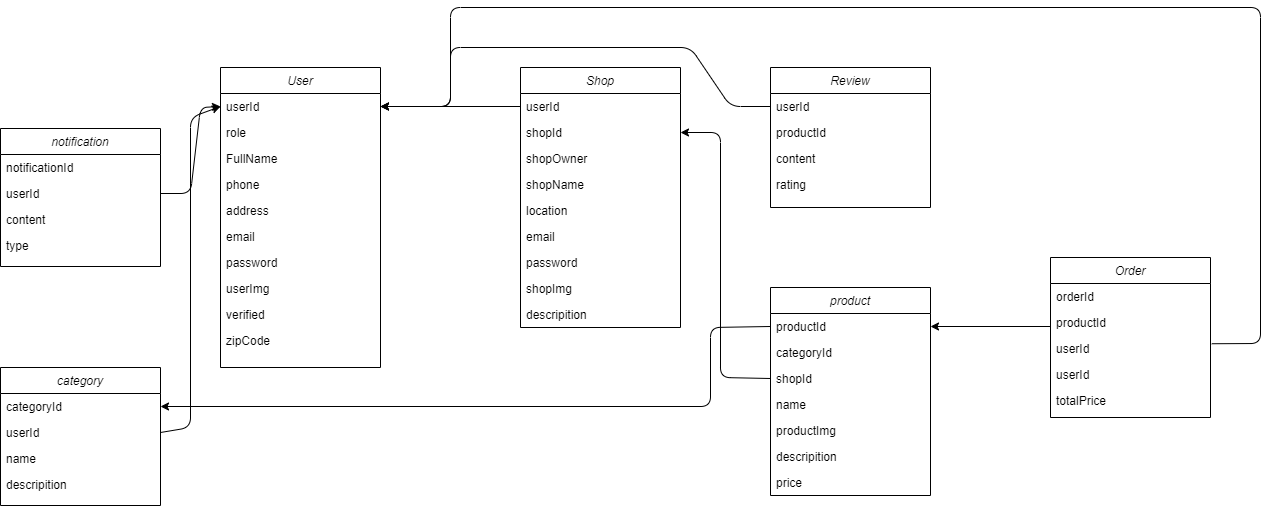 User
userId
role
FullName
phone
address
email
password
userImg
verified
zipCode
Shop
userId
shopId
shopOwner
shopName
location
email
password
shopImg
descripition
Review
userId
productId
content
rating
notification
notificationId
userId
content
type
category
categoryId
userId
name
descripition
product
productId
categoryId
shopId
name
productImg
descripition
price
Order
orderId
productId
userId
userId
totalPrice